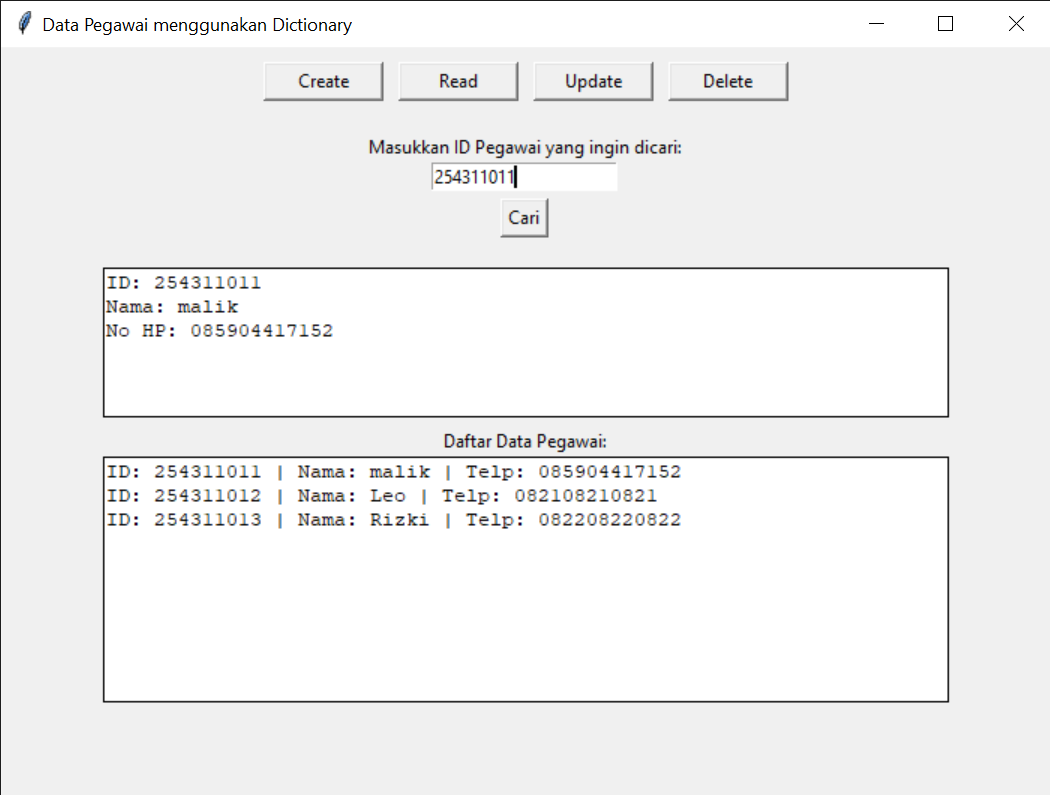 Data Pegawai menggunakan Dictionary
Create Read Update Delete
Masukkan ID Pegawai yang ingin dicari:
254311011
Cari
ID: 254311011
Nama: malik
No HP: 085904417152
Daftar Data Pegawai:
ID: 254311011 | Nama: malik | Telp: 085904417152
ID: 254311012 | Nama: Leo | Telp: 082108210821
ID: 254311013 | Nama: Rizki | Telp: 082208220822